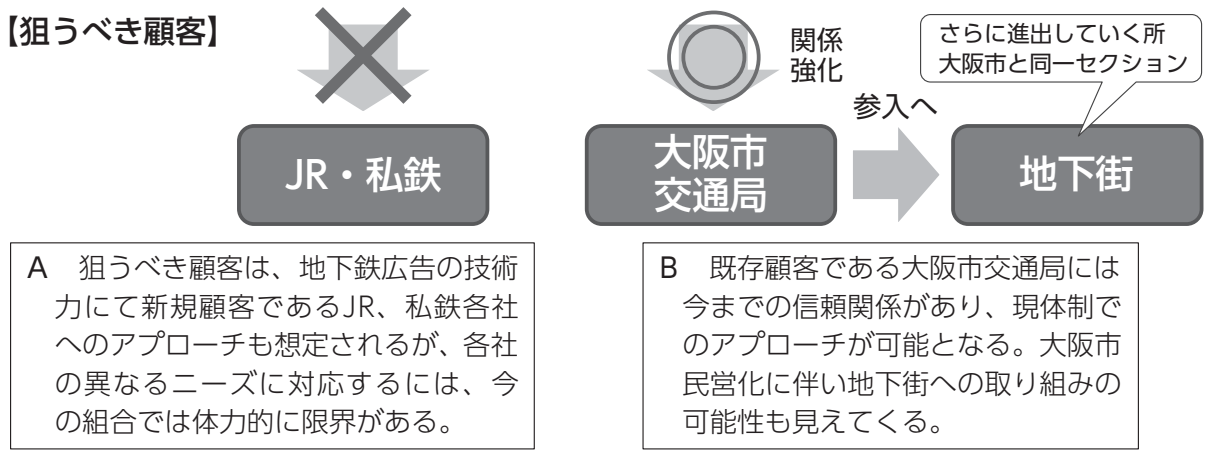 【狙うべき顧客】
関係
強化
さらに進出していく所
大阪市と同一セクション
参入へ
JR・私鉄
大阪市
交通局
地下街
A　狙うべき顧客は、地下鉄広告の技術
力にて新規顧客であるJR、私鉄各社
へのアプローチも想定されるが、各社
の異なるニーズに対応するには、今
の組合では体力的に限界がある。
B　既存顧客である大阪市交通局には
今までの信頼関係があり、現体制で
のアプローチが可能となる。大阪市
民営化に伴い地下街への取り組みの
可能性も見えてくる。